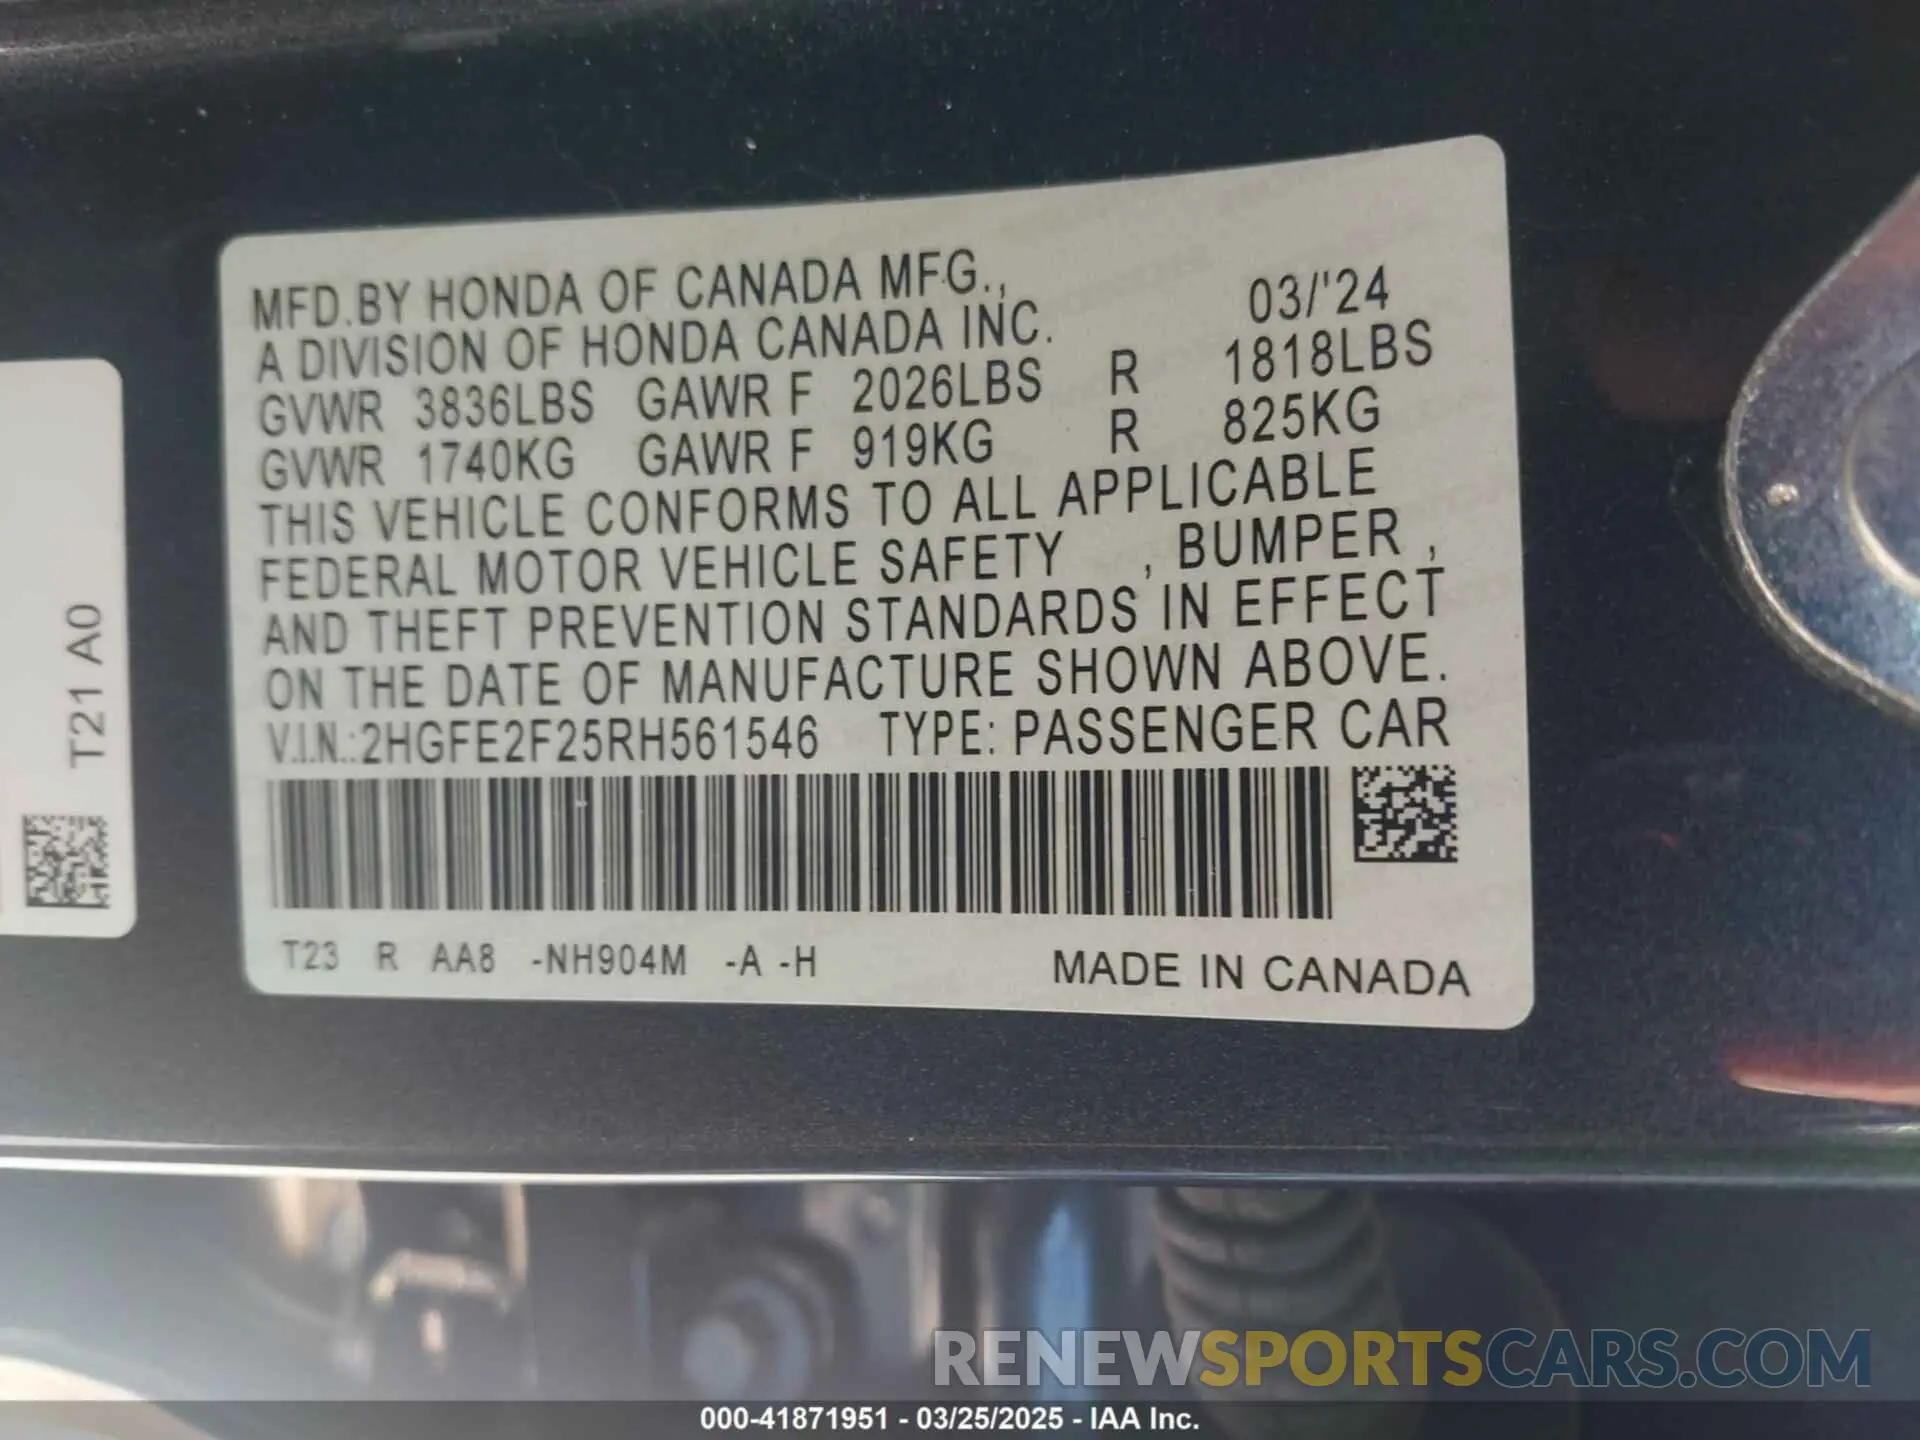 MFD.BY HONDA OF CANADA MFG., 03/'24
A DIVISION OF HONDA CANADA INC.
GVWR 3836LBS GAWR F 2026LBS R 1818LBS
GVWR 1740KG GAWR F 919KG R 825KG
THIS VEHICLE CONFORMS TO ALL APPLICABLE
FEDERAL MOTOR VEHICLE SAFETY , BUMPER ,
AND THEFT PREVENTION STANDARDS IN EFFECT
ON THE DATE OF MANUFACTURE SHOWN ABOVE.
V.I.N.:2HGFE2F25RH561546 TYPE: PASSENGER CAR
T23 R AA8 -NH904M -A -H MADE IN CANADA
T21 A0
RENEWSPORTSCARS.COM
000-41871951 - 03/25/2025 - IAA Inc.